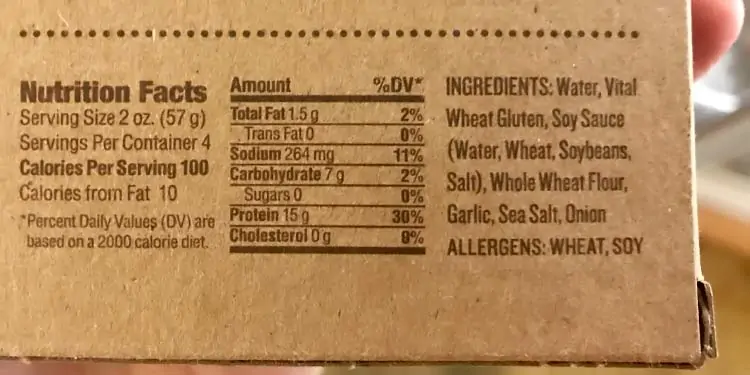 Nutrition Facts
Serving Size 2 oz. (57 g)
Servings Per Container 4
Calories Per Serving 100
Calories from Fat 10
*Percent Daily Values (DV) are
based on a 2000 calorie diet.
Amount %DV*
Total Fat 1.5 g 2%
Trans Fat 0 0%
Sodium 264 mg 11%
Carbohydrate 7 g 2%
Sugars 0 0%
Protein 15 g 30%
Cholesterol 0 g 0%
INGREDIENTS: Water, Vital
Wheat Gluten, Soy Sauce
(Water, Wheat, Soybeans,
Salt), Whole Wheat Flour,
Garlic, Sea Salt, Onion
ALLERGENS: WHEAT, SOY